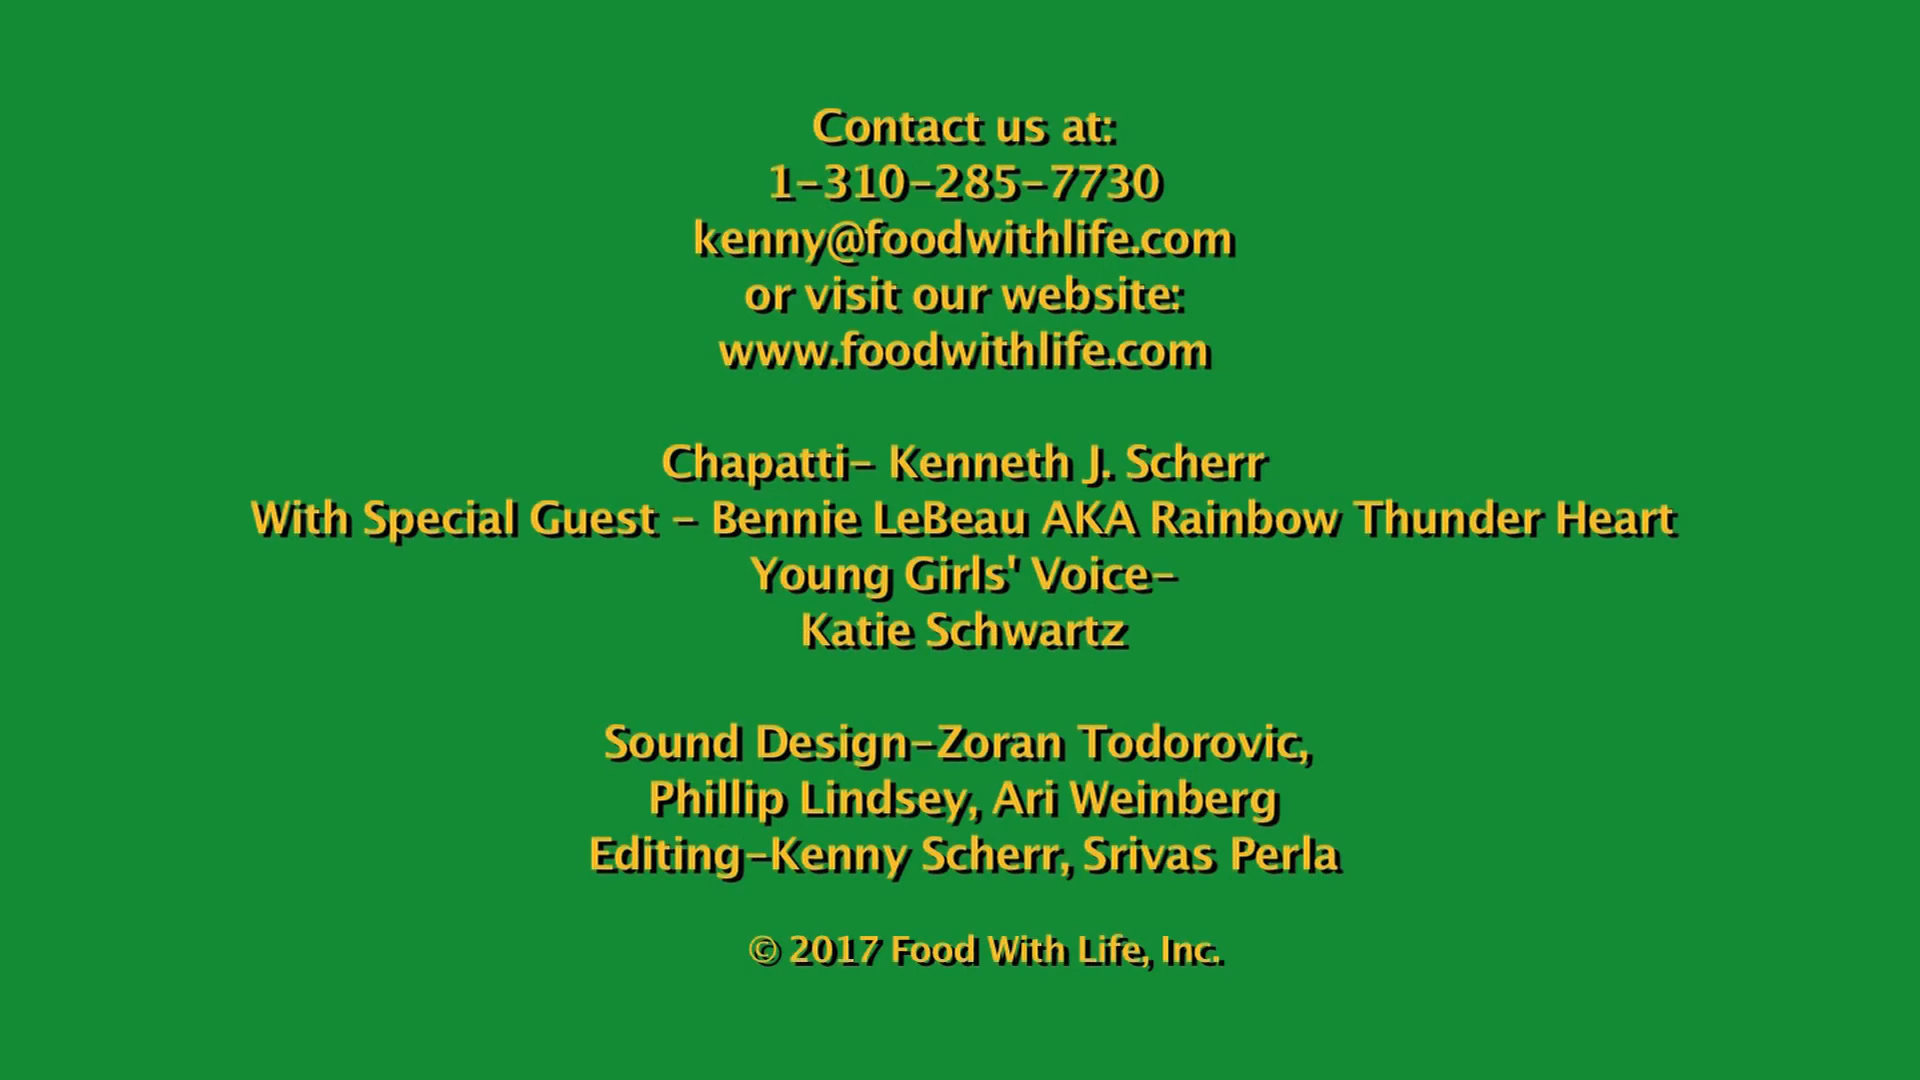 Contact us at:
1-310-285-7730
kenny@foodwithlife.com
or visit our website:
www.foodwithlife.com
Chapatti- Kenneth J. Scherr
With Special Guest - Bennie LeBeau AKA Rainbow Thunder Heart
Young Girls' Voice-
Katie Schwartz
Sound Design-Zoran Todorovic,
Phillip Lindsey, Ari Weinberg
Editing-Kenny Scherr, Srivas Perla
© 2017 Food With Life, Inc.